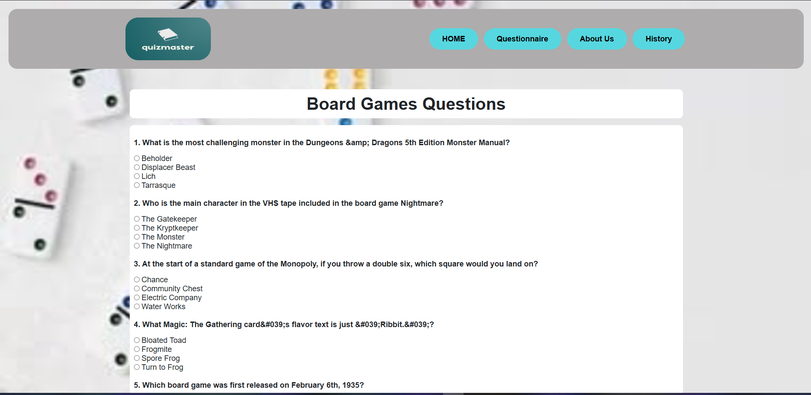 quizmaster
HOME
Questionnaire
About Us
History
Board Games Questions
1. What is the most challenging monster in the Dungeons &amp; Dragons 5th Edition Monster Manual?
Beholder
Displacer Beast
Lich
Tarrasque
2. Who is the main character in the VHS tape included in the board game Nightmare?
The Gatekeeper
The Kryptkeeper
The Monster
The Nightmare
3. At the start of a standard game of the Monopoly, if you throw a double six, which square would you land on?
Chance
Community Chest
Electric Company
Water Works
4. What Magic: The Gathering card&#039;s flavor text is just &#039;Ribbit.&#039;?
Bloated Toad
Frogmite
Spore Frog
Turn to Frog
5. Which board game was first released on February 6th, 1935?